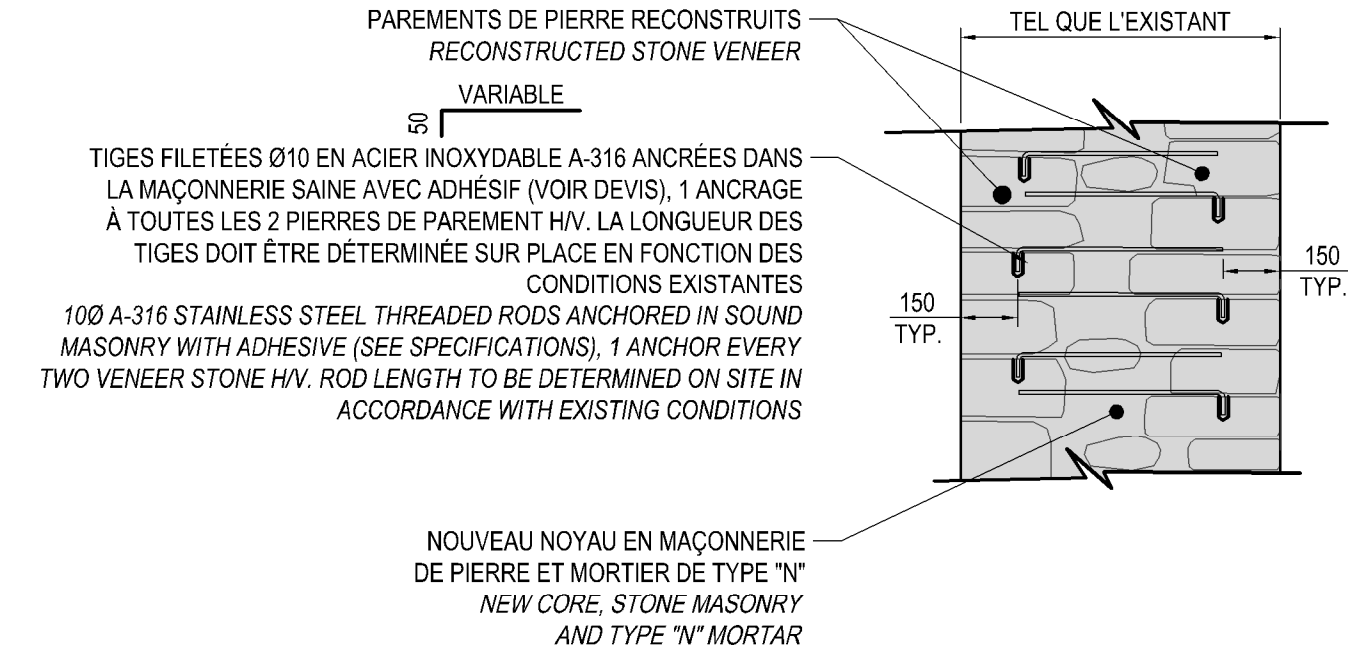 PAREMENTS DE PIERRE RECONSTRUITS
RECONSTRUCTED STONE VENEER
VARIABLE
50
TIGES FILETÉES Ø10 EN ACIER INOXYDABLE A-316 ANCRÉES DANS
LA MAÇONNERIE SAINE AVEC ADHÉSIF (VOIR DEVIS), 1 ANCRAGE
À TOUTES LES 2 PIERRES DE PAREMENT H/V. LA LONGUEUR DES
TIGES DOIT ÊTRE DÉTERMINÉE SUR PLACE EN FONCTION DES
CONDITIONS EXISTANTES
10Ø A-316 STAINLESS STEEL THREADED RODS ANCHORED IN SOUND
MASONRY WITH ADHESIVE (SEE SPECIFICATIONS), 1 ANCHOR EVERY
TWO VENEER STONE H/V. ROD LENGTH TO BE DETERMINED ON SITE IN
ACCORDANCE WITH EXISTING CONDITIONS
NOUVEAU NOYAU EN MAÇONNERIE
DE PIERRE ET MORTIER DE TYPE "N"
NEW CORE, STONE MASONRY
AND TYPE "N" MORTAR
TEL QUE L'EXISTANT
150
TYP.
150
TYP.